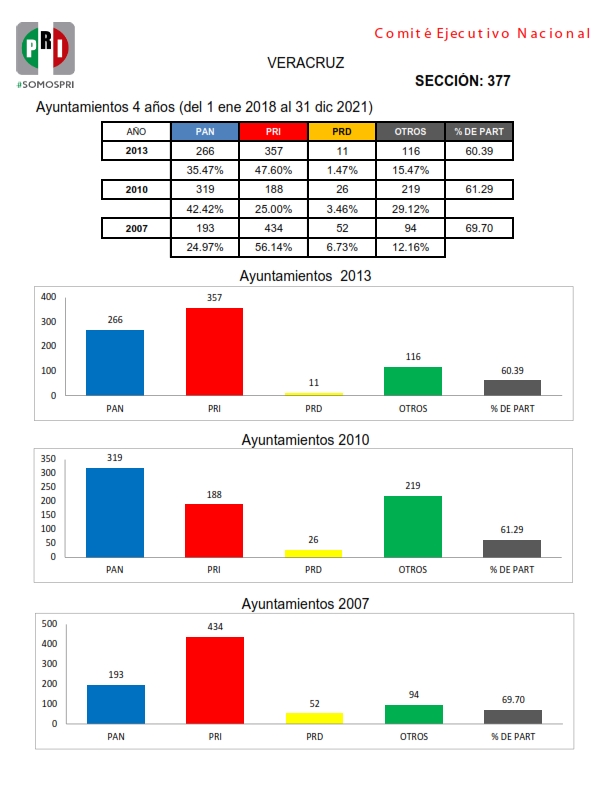 Comité Ejecutivo Nacional
PRI
#SOMOSPRI
VERACRUZ
SECCIÓN: 377
Ayuntamientos 4 años (del 1 ene 2018 al 31 dic 2021)
AÑO PAN PRI PRD OTROS % DE PART
2013 266 357 11 116 60.39
35.47% 47.60% 1.47% 15.47%
2010 319 188 26 219 61.29
42.42% 25.00% 3.46% 29.12%
2007 193 434 52 94 69.70
24.97% 56.14% 6.73% 12.16%
Ayuntamientos 2013
400
300
200
100
0
266
357
11
116
60.39
PAN PRI PRD OTROS % DE PART
Ayuntamientos 2010
350
300
250
200
150
100
50
0
319
188
26
219
61.29
PAN PRI PRD OTROS % DE PART
Ayuntamientos 2007
500
400
300
200
100
0
193
434
52
94
69.70
PAN PRI PRD OTROS % DE PART